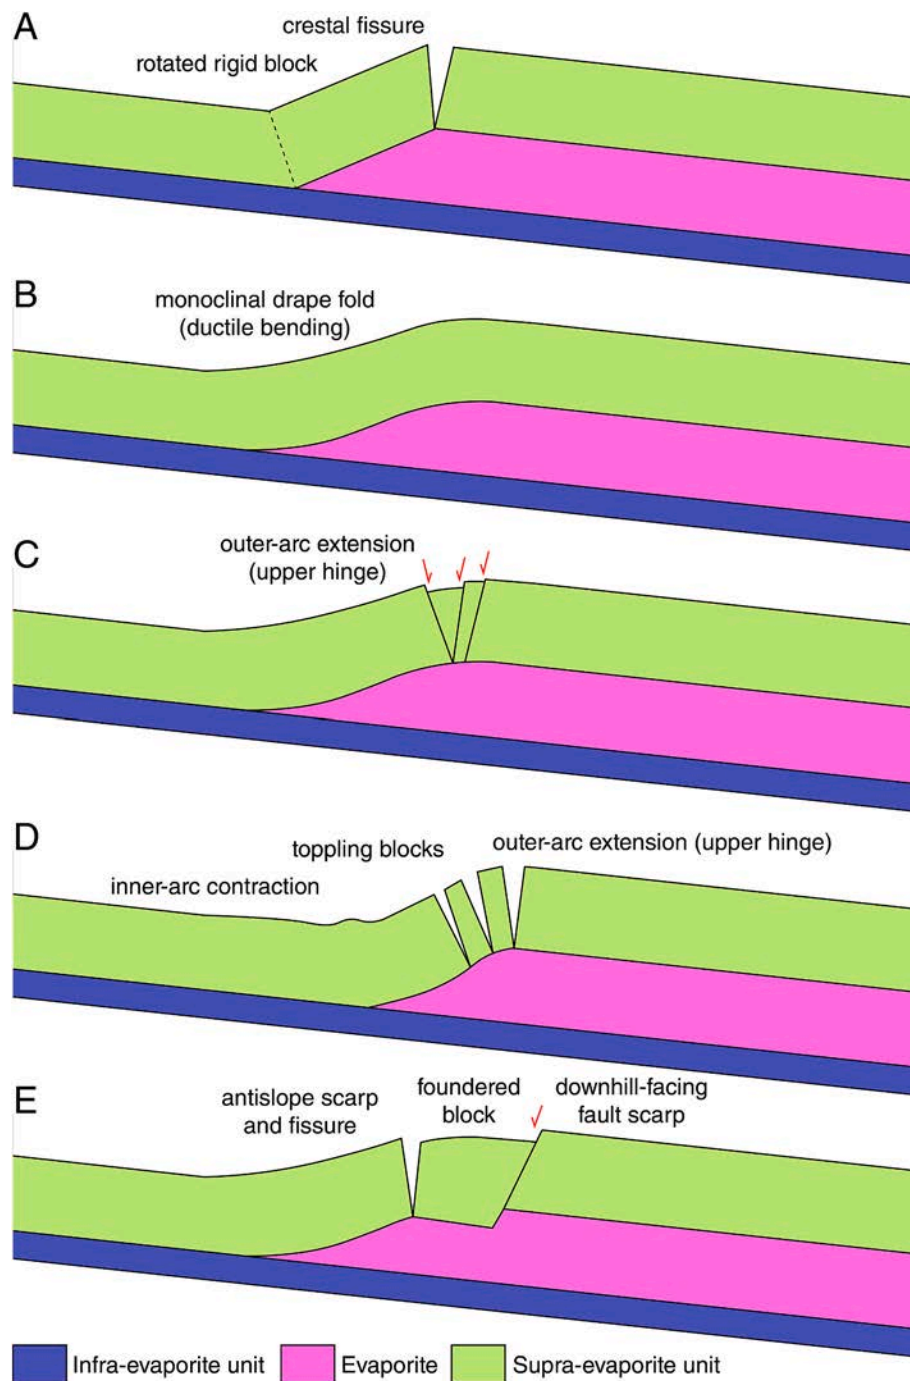 A
crestal fissure
rotated rigid block
B
monoclinal drape fold
(ductile bending)
C
outer-arc extension
(upper hinge)
D
toppling blocks
outer-arc extension (upper hinge)
inner-arc contraction
E
antislope scarp
and fissure
foundered
block
downhill-facing
fault scarp
Infra-evaporite unit
Evaporite
Supra-evaporite unit